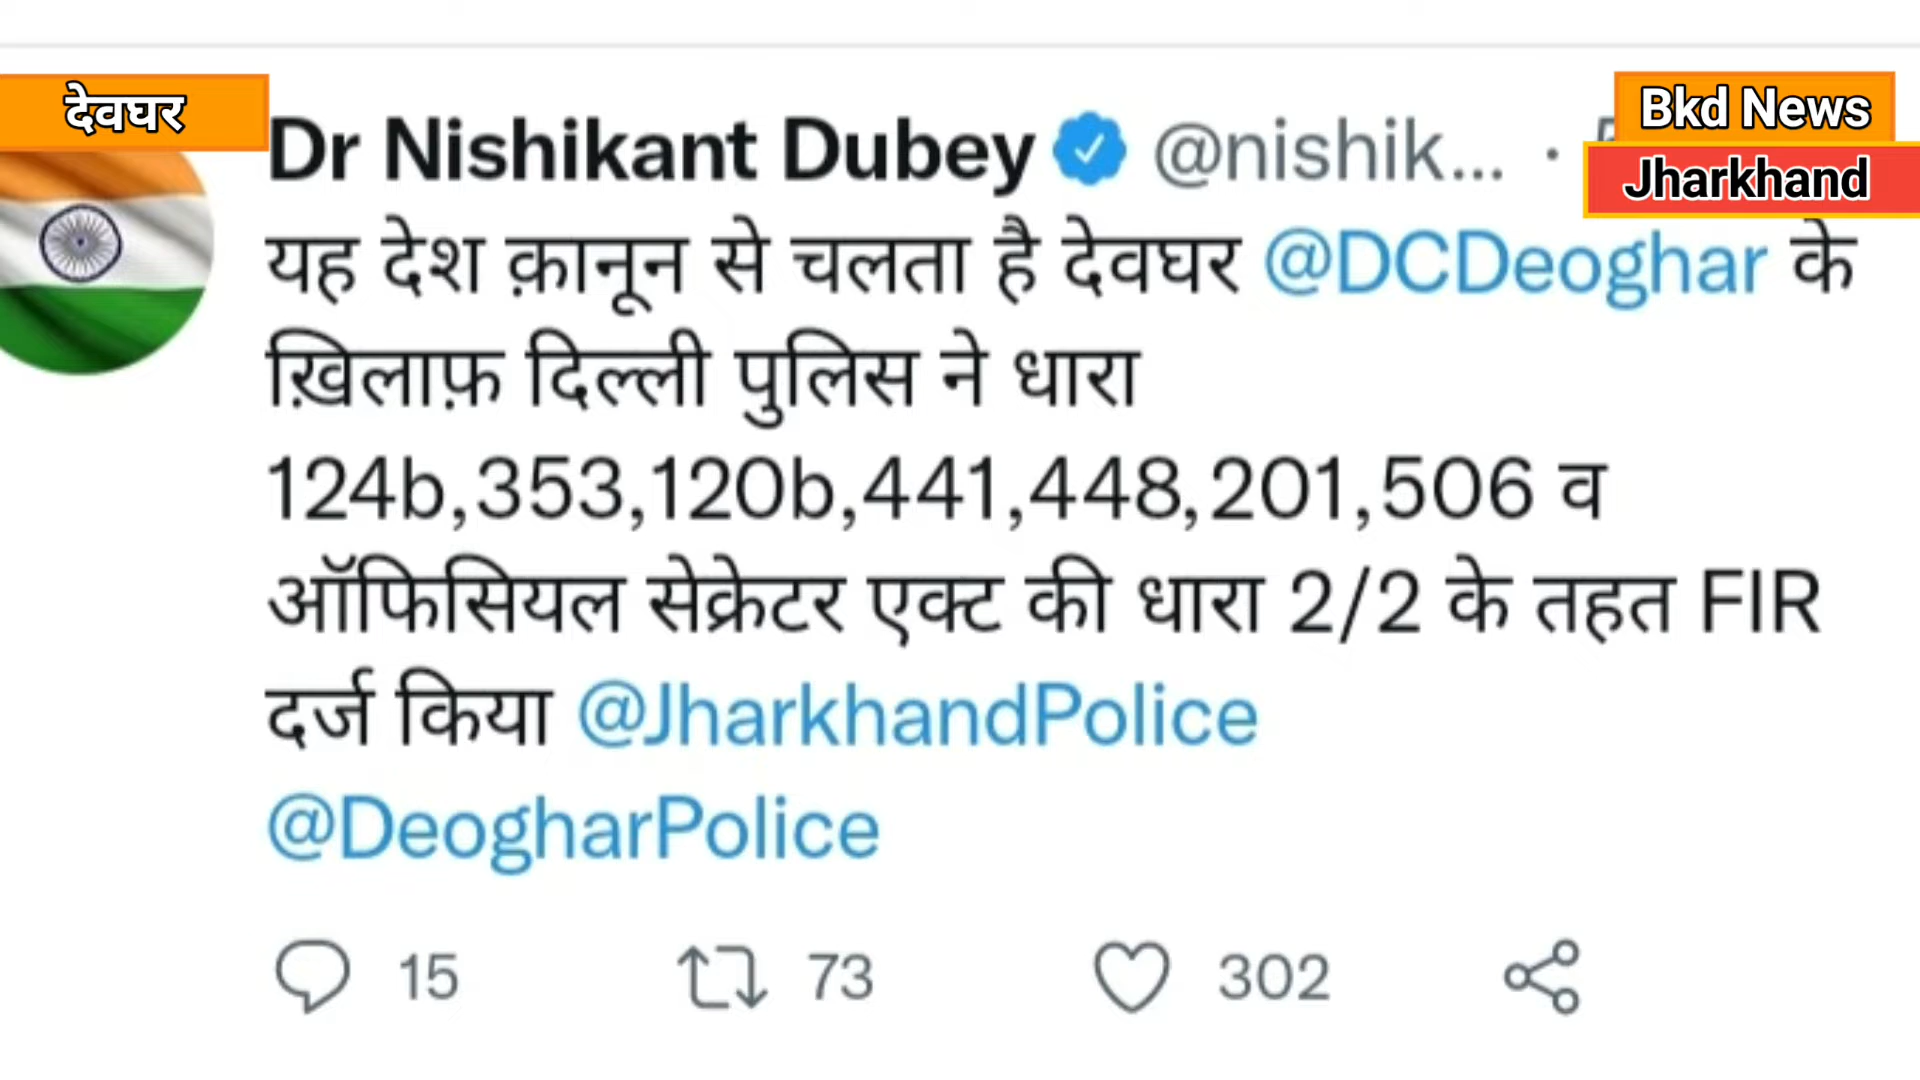 देवघर
Bkd News
Jharkhand
Dr Nishikant Dubey @nishik... ·
यह देश क़ानून से चलता है देवघर @DCDeoghar के
ख़िलाफ़ दिल्ली पुलिस ने धारा
124b,353,120b,441,448,201,506 व
ऑफिसियल सेक्रेटर एक्ट की धारा 2/2 के तहत FIR
दर्ज किया @JharkhandPolice
@DeogharPolice
15 73 302